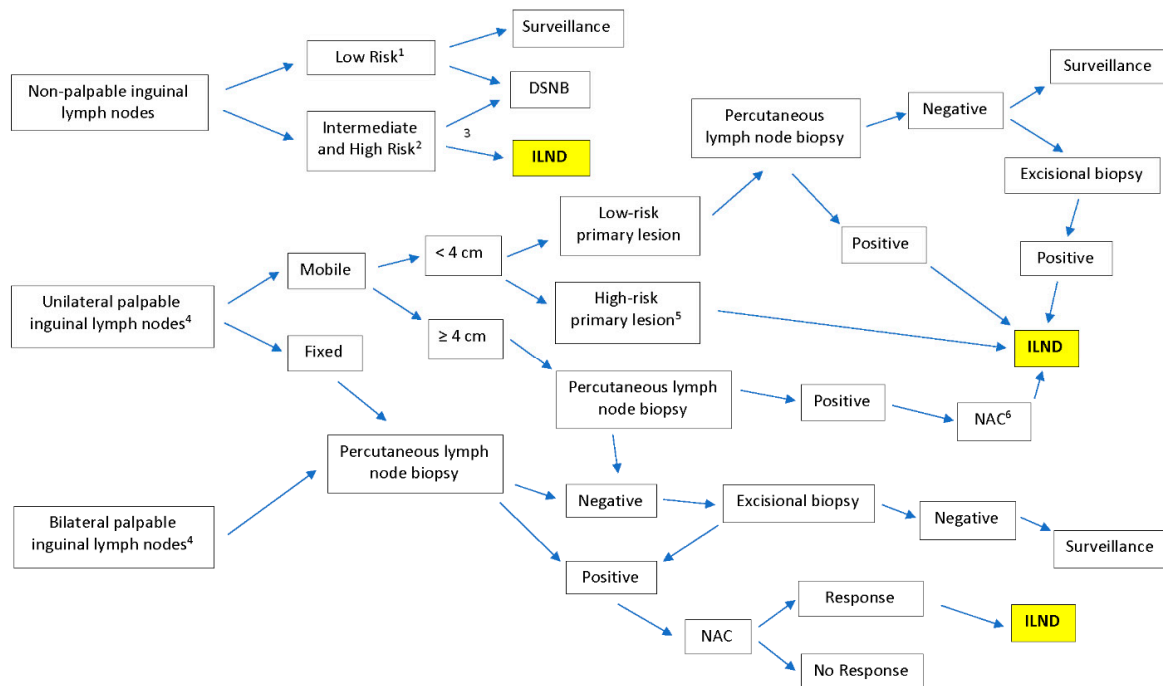 Surveillance
Low Risk¹
Non-palpable inguinal
lymph nodes
DSNB
Intermediate
and High Risk²
3
ILND
Surveillance
Percutaneous
lymph node biopsy
Negative
Excisional biopsy
Low-risk
primary lesion
Positive
Positive
< 4 cm
Mobile
Unilateral palpable
inguinal lymph nodes⁴
High-risk
primary lesion⁵
≥ 4 cm
Fixed
ILND
Percutaneous lymph
node biopsy
Positive
NAC⁶
Percutaneous lymph
node biopsy
Negative
Excisional biopsy
Negative
Surveillance
Bilateral palpable
inguinal lymph nodes⁴
Positive
Response
ILND
NAC
No Response